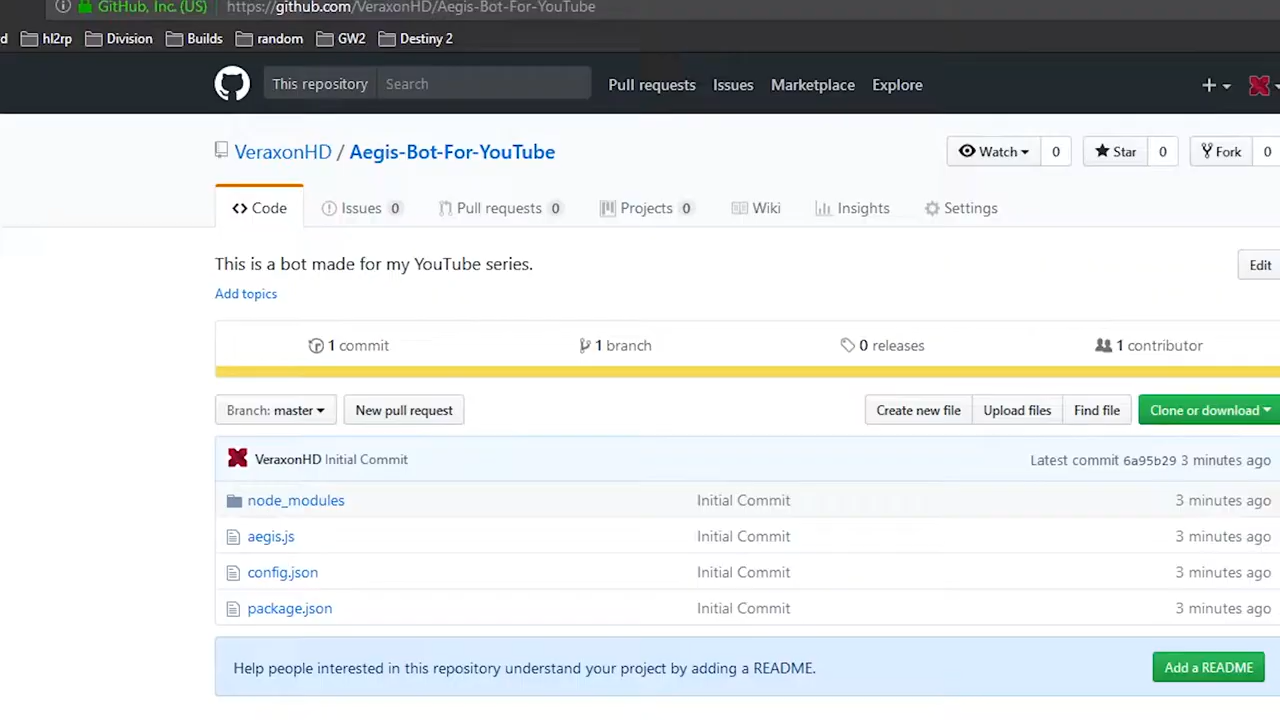 GitHub, Inc. (US) https://github.com/VeraxonHD/Aegis-Bot-For-YouTube
d hl2rp Division Builds random GW2 Destiny 2
This repository Search Pull requests Issues Marketplace Explore
VeraxonHD / Aegis-Bot-For-YouTube Watch 0 Star 0 Fork 0
Code Issues 0 Pull requests 0 Projects 0 Wiki Insights Settings
This is a bot made for my YouTube series. Edit
Add topics
1 commit 1 branch 0 releases 1 contributor
Branch: master New pull request Create new file Upload files Find file Clone or download
VeraxonHD Initial Commit Latest commit 6a95b29 3 minutes ago
node_modules Initial Commit 3 minutes ago
aegis.js Initial Commit 3 minutes ago
config.json Initial Commit 3 minutes ago
package.json Initial Commit 3 minutes ago
Help people interested in this repository understand your project by adding a README. Add a README